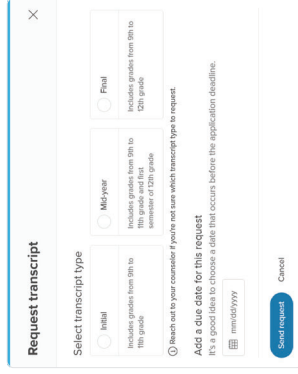 Request transcript
Select transcript type
Initial
Includes grades from 9th to
11th grade
Mid-year
Includes grades from 9th to
11th grade and first
semester of 12th grade
Final
Includes grades from 9th to
12th grade
Reach out to your counselor if you're not sure which transcript type to request.
Add a due date for this request
It's a good idea to choose a date that occurs before the application deadline.
mm/dd/yyyy
Send request
Cancel